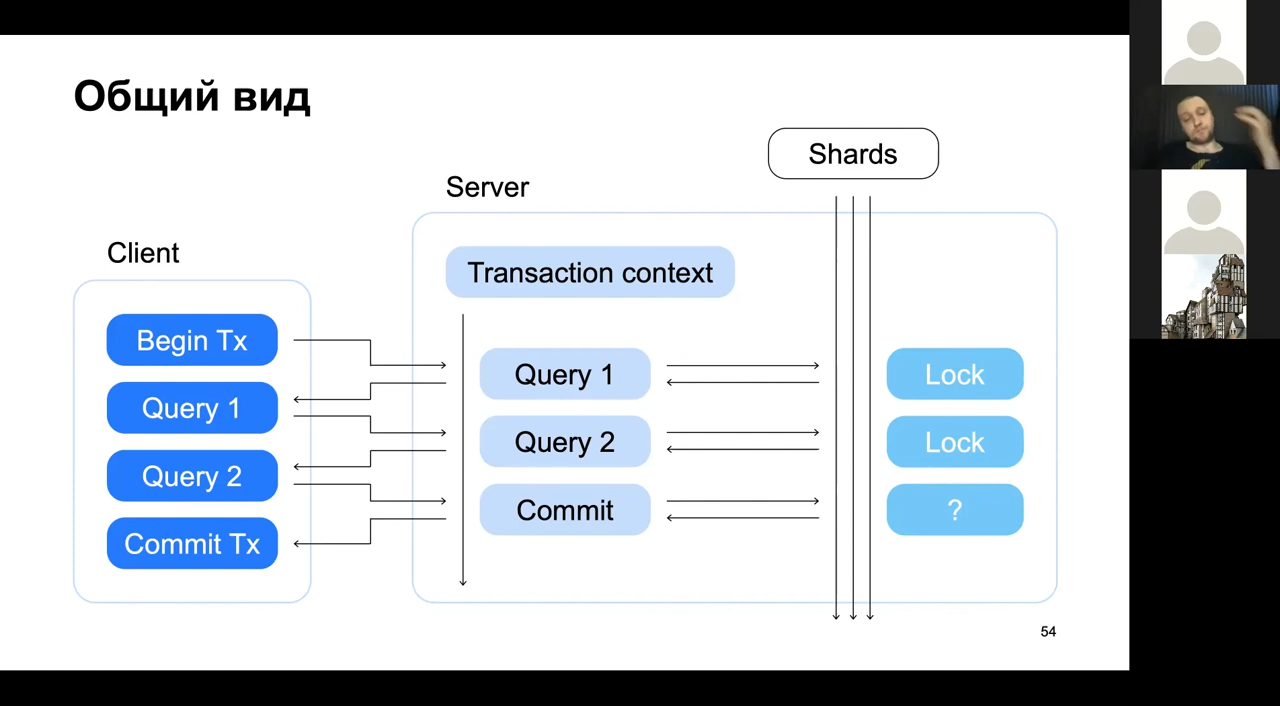 Общий вид
Shards
Server
Client
Transaction context
Begin Tx
Query 1
Query 2
Commit Tx
Query 1
Query 2
Commit
Lock
Lock
?
54